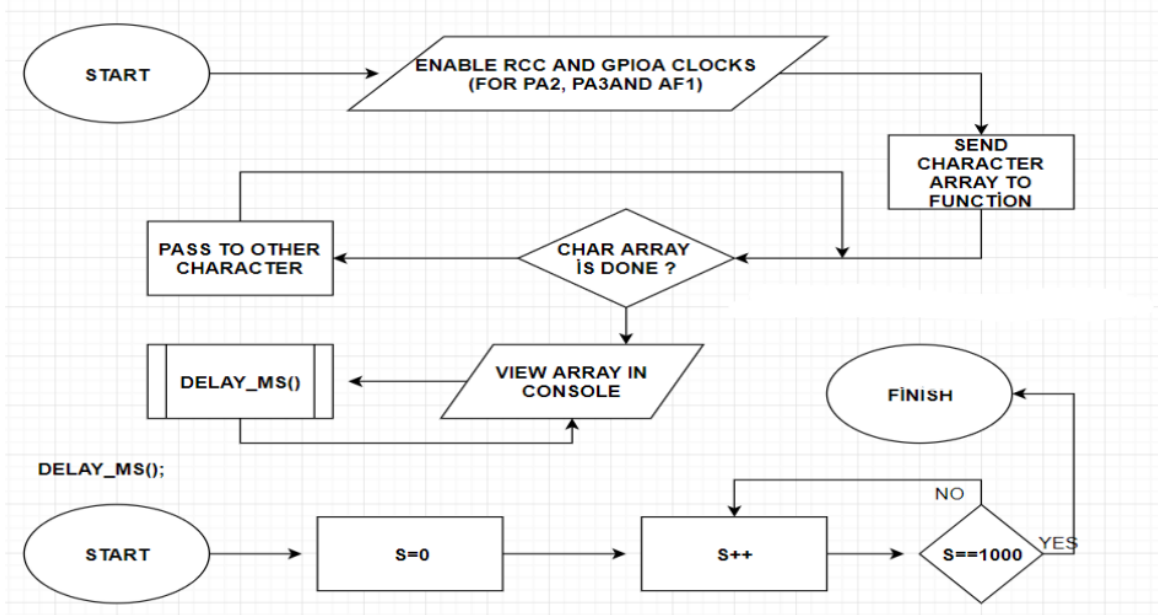 START
ENABLE RCC AND GPIOA CLOCKS
(FOR PA2, PA3AND AF1)
SEND
CHARACTER
ARRAY TO
FUNCTİON
PASS TO OTHER
CHARACTER
CHAR ARRAY
İS DONE ?
DELAY_MS()
VIEW ARRAY IN
CONSOLE
FİNISH
DELAY_MS();
START
S=0
S++
NO
S==1000
YES